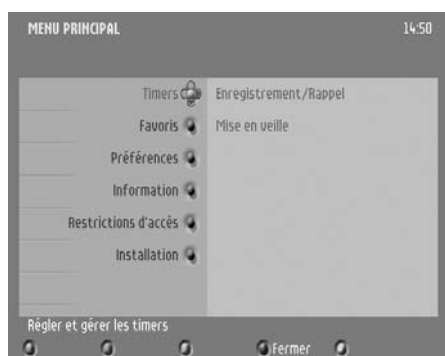 MENU PRINCIPAL 14:50
Timers Enregistrement/Rappel
Favoris Mise en veille
Préférences
Information
Restrictions d'accès
Installation
Régler et gérer les timers
Fermer